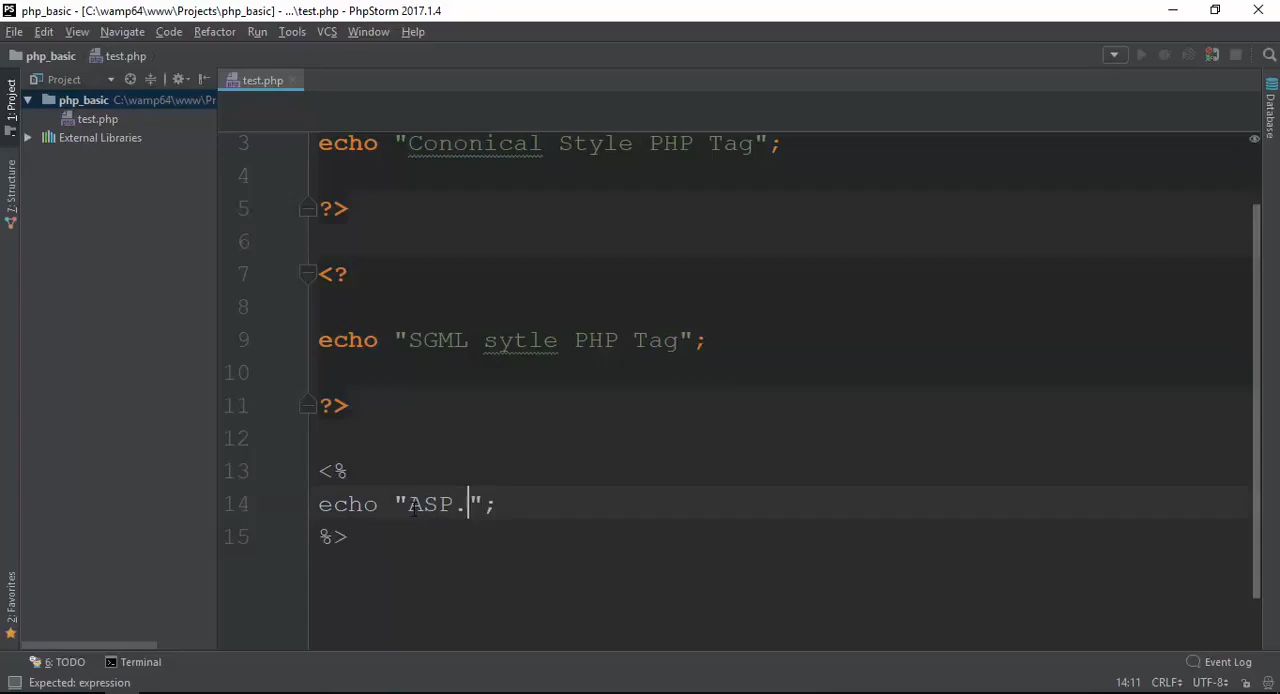 php_basic - [C:\wamp64\www\Projects\php_basic] - ...\test.php - PhpStorm 2017.1.4
File Edit View Navigate Code Refactor Run Tools VCS Window Help
php_basic test.php
Project test.php
1: Project
php_basic C:\wamp64\www\Pr
test.php
External Libraries
7: Structure
2: Favorites
Database
3 echo "Cononical Style PHP Tag";
4
5 ?>
6
7 <?
8
9 echo "SGML sytle PHP Tag";
10
11 ?>
12
13 <%
14 echo "ASP.";
15 %>
6: TODO Terminal Event Log
Expected: expression 14:11 CRLF UTF-8